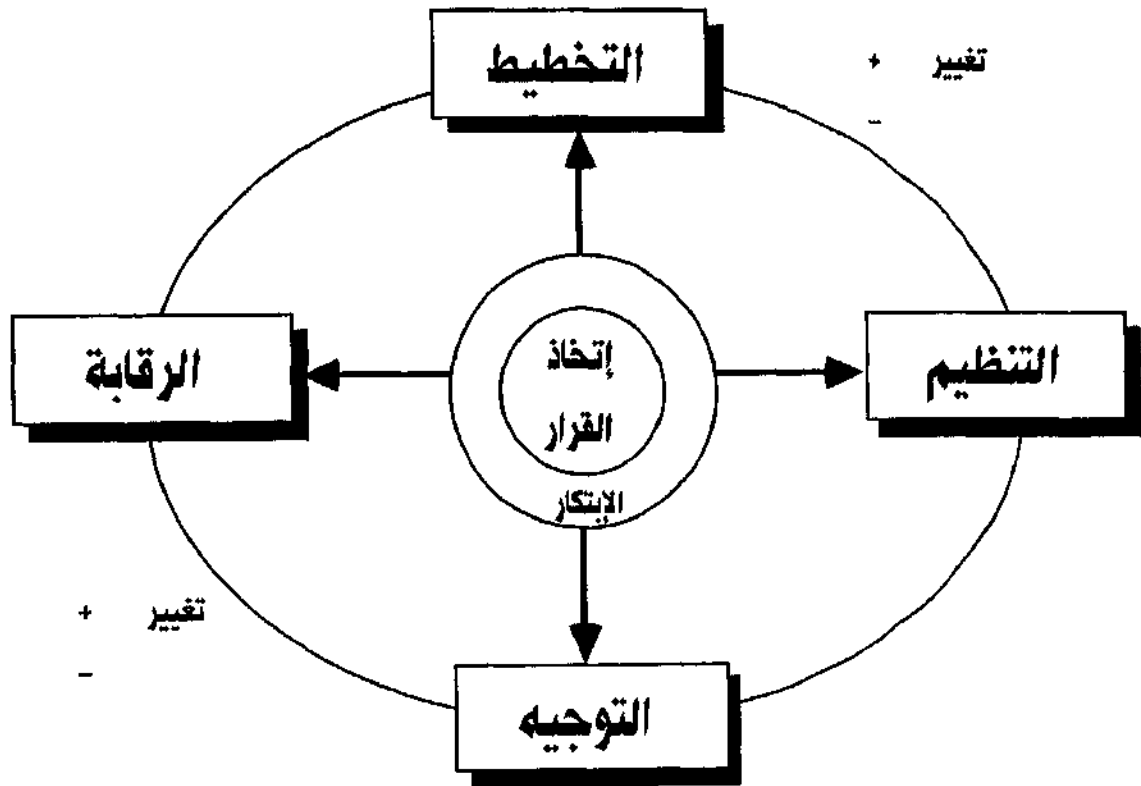 التخطيط
تغيير +
-
التنظيم
إتخاذ
القرار
الإبتكار
الرقابة
تغيير +
-
التوجيه